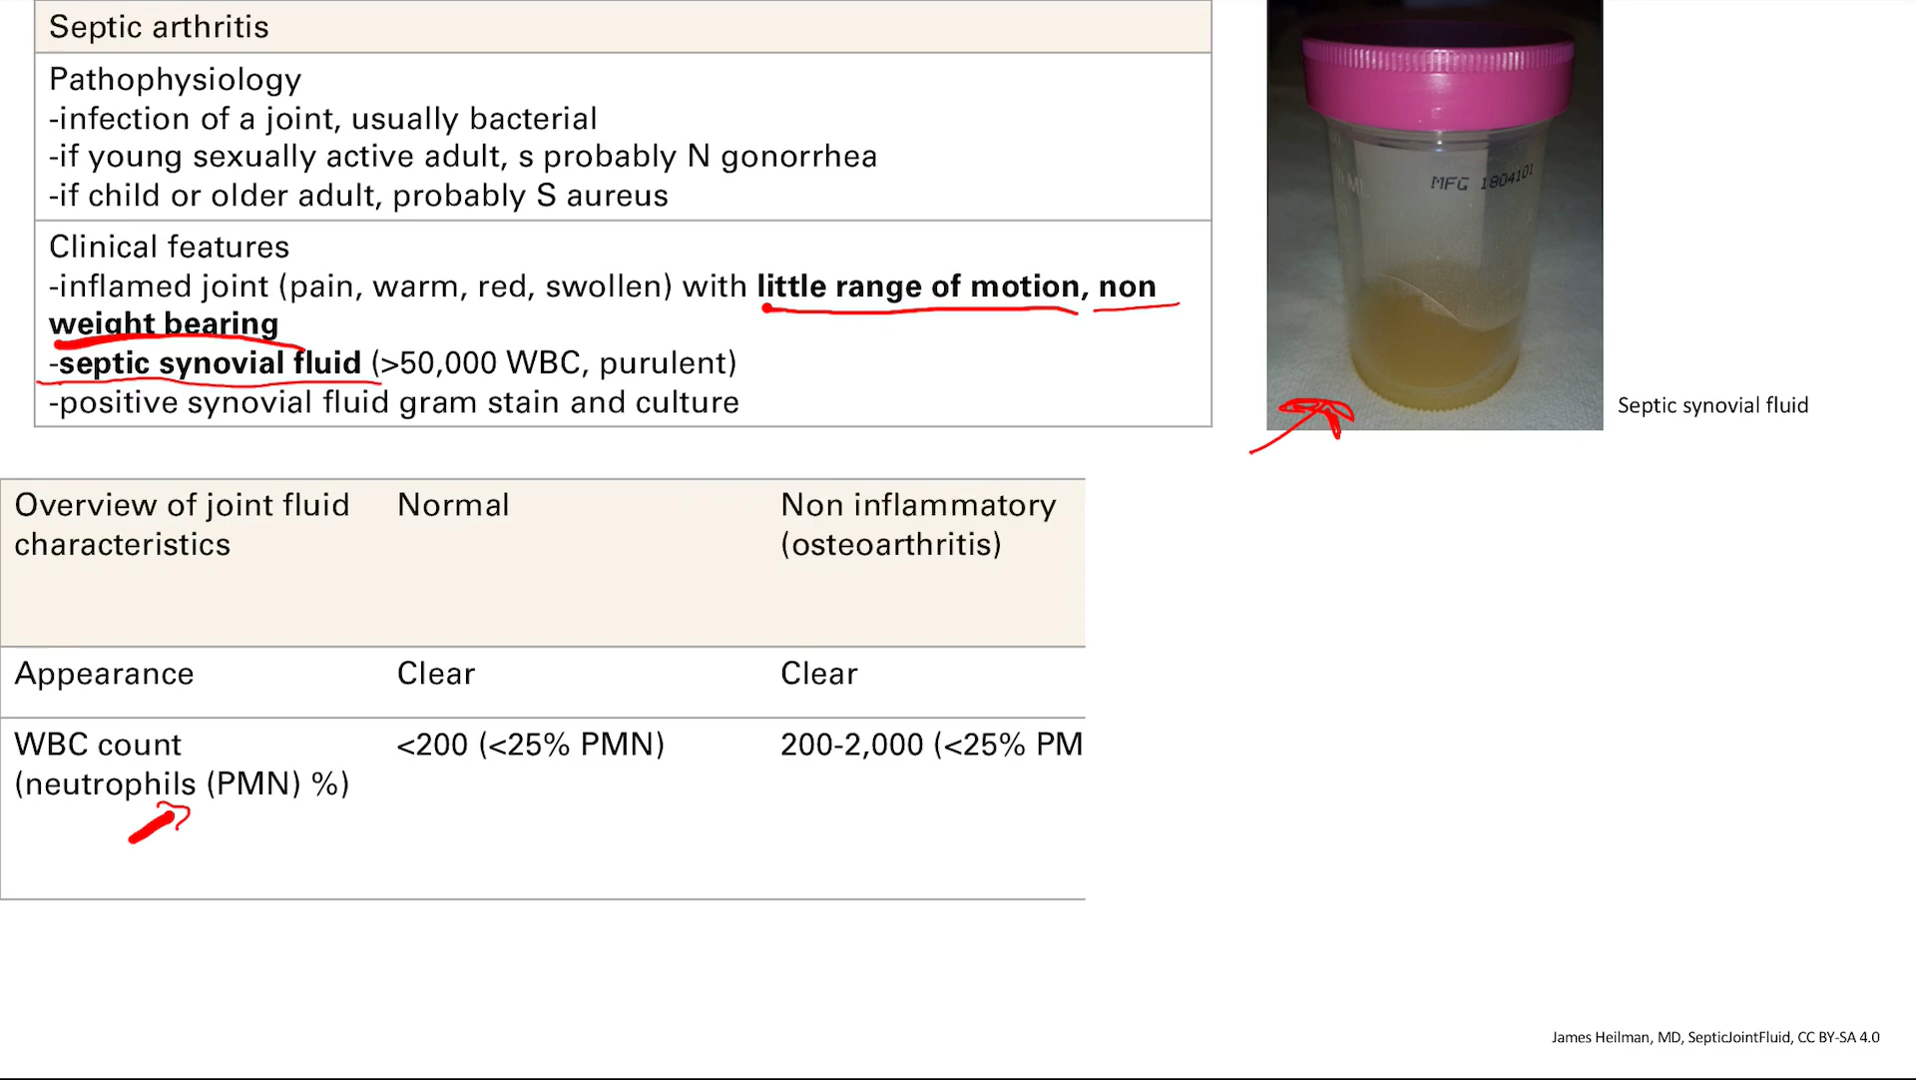 Septic arthritis
Pathophysiology
-infection of a joint, usually bacterial
-if young sexually active adult, s probably N gonorrhea
-if child or older adult, probably S aureus
Clinical features
-inflamed joint (pain, warm, red, swollen) with little range of motion, non
weight bearing
-septic synovial fluid (>50,000 WBC, purulent)
-positive synovial fluid gram stain and culture
MFG 1804101
Septic synovial fluid
Overview of joint fluid
characteristics
Normal
Non inflammatory
(osteoarthritis)
Appearance
Clear
Clear
WBC count
(neutrophils (PMN) %)
<200 (<25% PMN)
200-2,000 (<25% PM
James Heilman, MD, SepticJointFluid, CC BY-SA 4.0